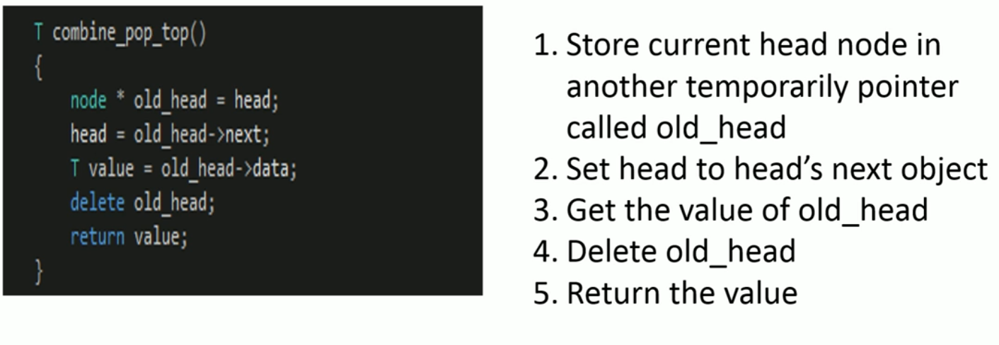 T combine_pop_top()
{
node * old_head = head;
head = old_head->next;
T value = old_head->data;
delete old_head;
return value;
}
1. Store current head node in
another temporarily pointer
called old_head
2. Set head to head’s next object
3. Get the value of old_head
4. Delete old_head
5. Return the value